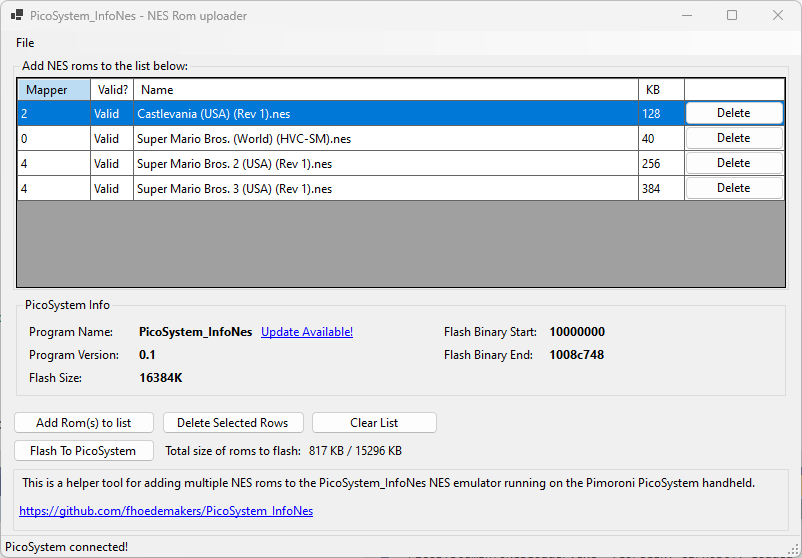 PicoSystem_InfoNes - NES Rom uploader
File
Add NES roms to the list below:
Mapper Valid? Name KB
2 Valid Castlevania (USA) (Rev 1).nes 128 Delete
0 Valid Super Mario Bros. (World) (HVC-SM).nes 40 Delete
4 Valid Super Mario Bros. 2 (USA) (Rev 1).nes 256 Delete
4 Valid Super Mario Bros. 3 (USA) (Rev 1).nes 384 Delete
PicoSystem Info
Program Name: PicoSystem_InfoNes Update Available! Flash Binary Start: 10000000
Program Version: 0.1 Flash Binary End: 1008c748
Flash Size: 16384K
Add Rom(s) to list Delete Selected Rows Clear List
Flash To PicoSystem Total size of roms to flash: 817 KB / 15296 KB
This is a helper tool for adding multiple NES roms to the PicoSystem_InfoNes NES emulator running on the Pimoroni PicoSystem handheld.
https://github.com/fhoedemakers/PicoSystem_InfoNes
PicoSystem connected!